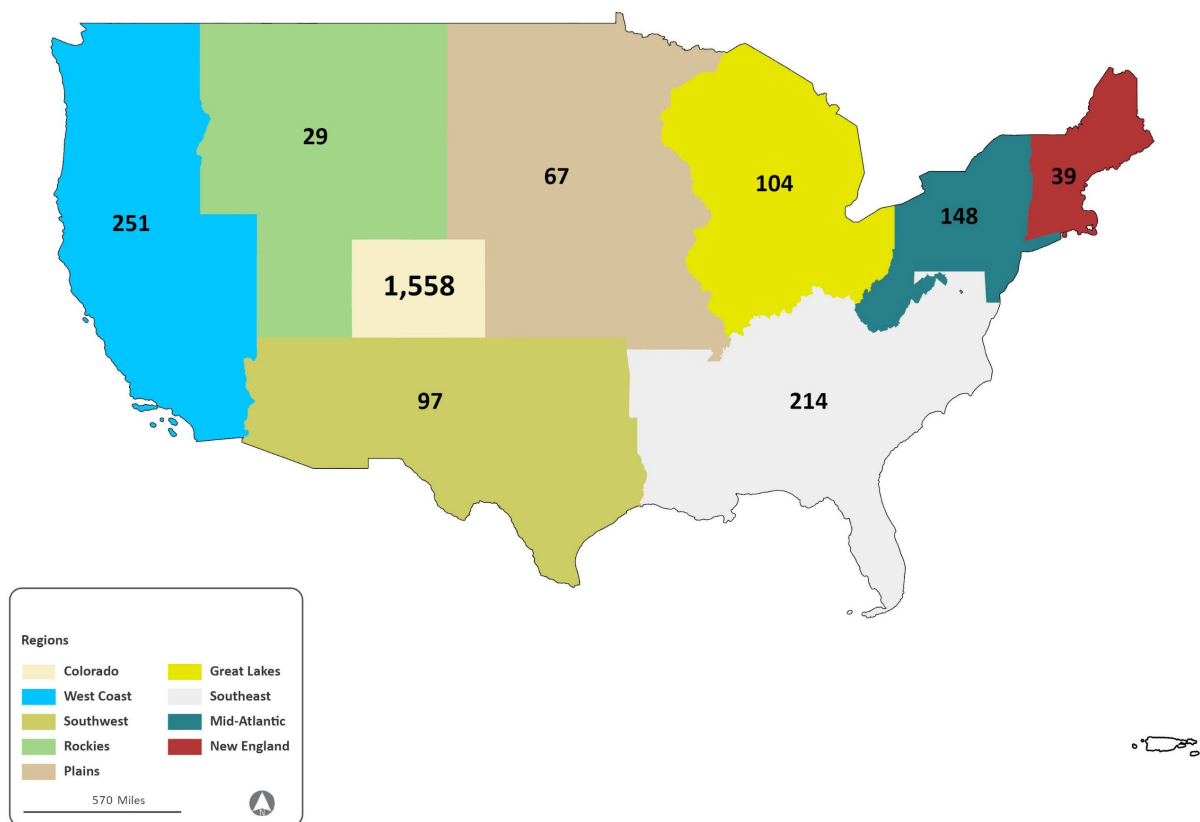 29
67
104
39
148
251
1,558
97
214
Regions
Colorado
West Coast
Southwest
Rockies
Plains
Great Lakes
Southeast
Mid-Atlantic
New England
570 Miles
N